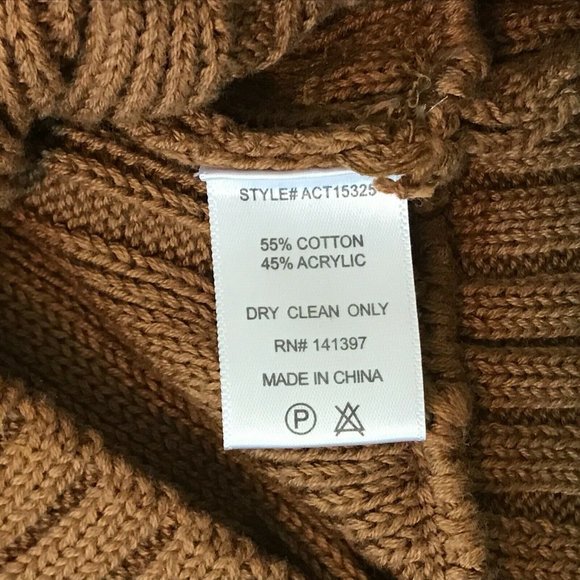 STYLE# ACT15325
55% COTTON
45% ACRYLIC
DRY CLEAN ONLY
RN# 141397
MADE IN CHINA
P